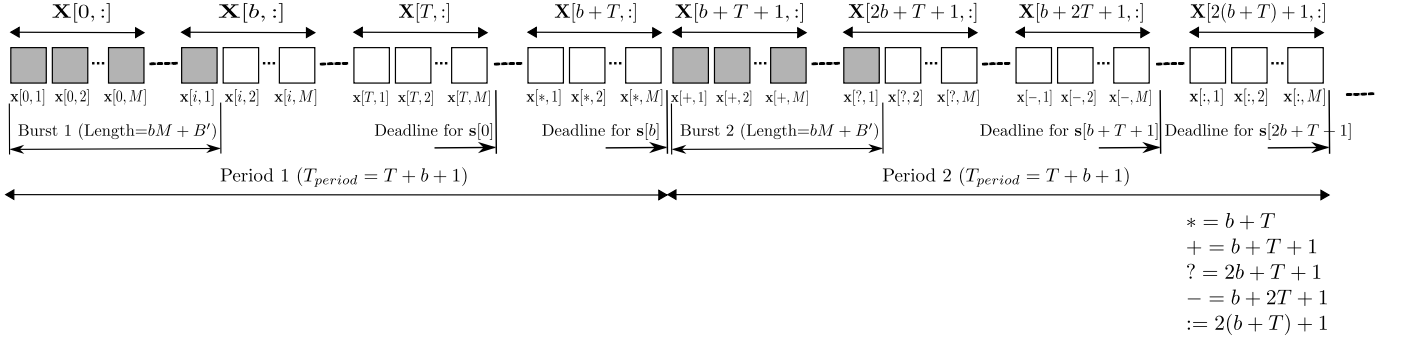 X[0, :] X[b, :] X[T, :] X[b + T, :] X[b + T + 1, :] X[2b + T + 1, :] X[b + 2T + 1, :] X[2(b + T) + 1, :]
x[0, 1] x[0, 2] x[0, M] x[i, 1] x[i, 2] x[i, M] x[T, 1] x[T, 2] x[T, M] x[*, 1] x[*, 2] x[*, M] x[+, 1] x[+, 2] x[+, M] x[?, 1] x[?, 2] x[?, M] x[−, 1] x[−, 2] x[−, M] x[:, 1] x[:, 2] x[:, M]
Burst 1 (Length=bM + B′) Deadline for s[0] Deadline for s[b] Burst 2 (Length=bM + B′) Deadline for s[b + T + 1] Deadline for s[2b + T + 1]
Period 1 (T_period = T + b + 1) Period 2 (T_period = T + b + 1)
* = b + T
+ = b + T + 1
? = 2b + T + 1
− = b + 2T + 1
:= 2(b + T) + 1